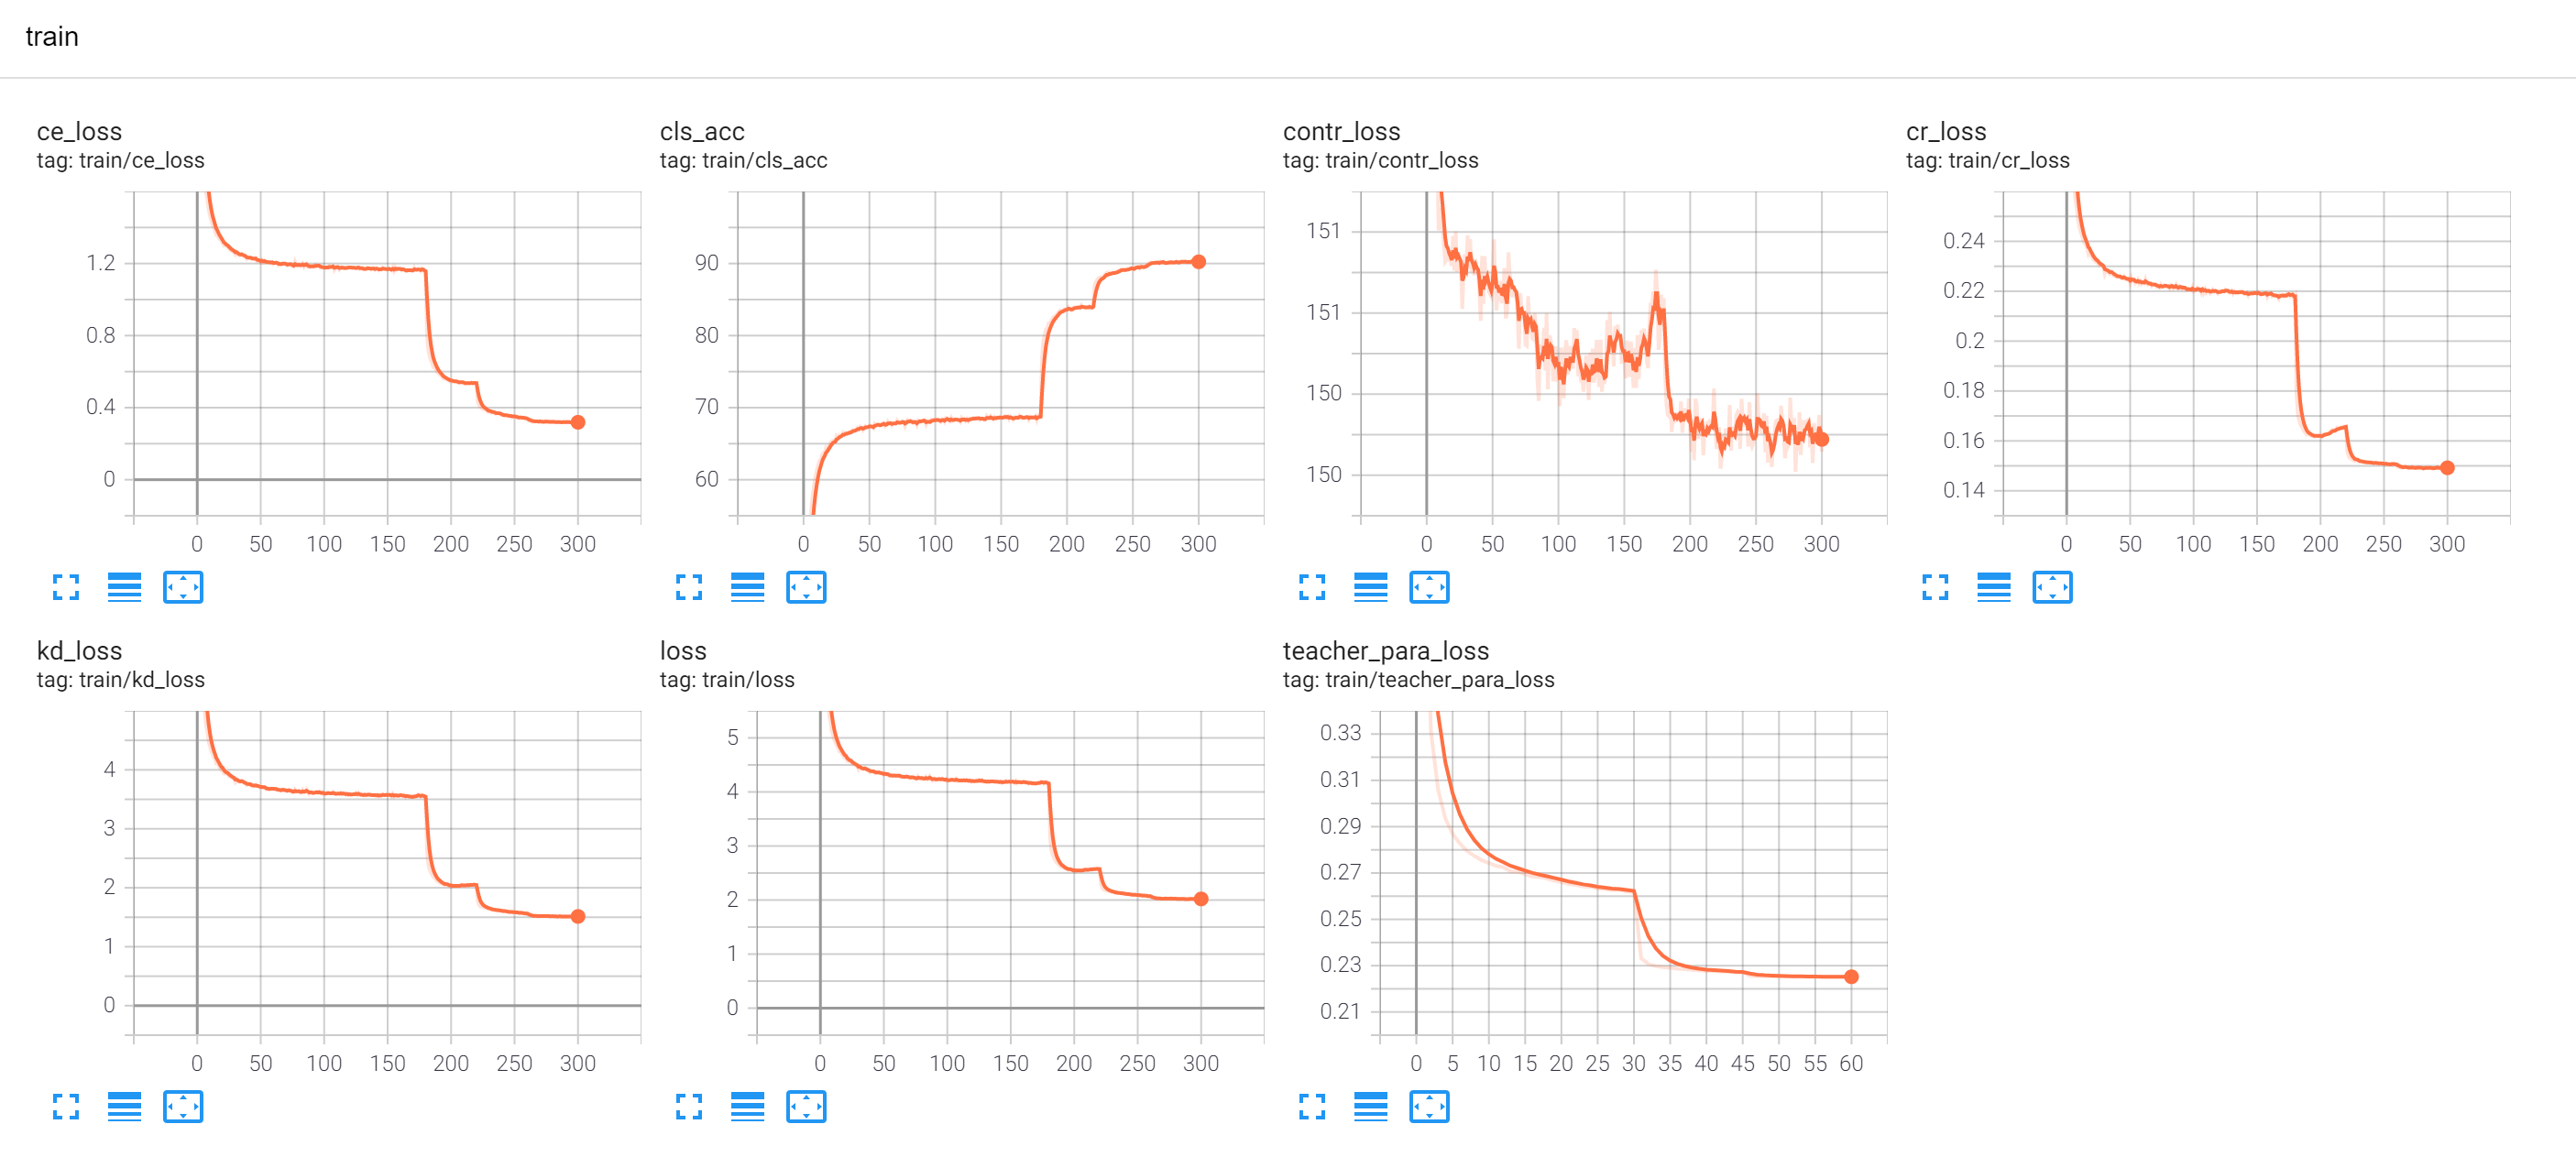 train
ce_loss
tag: train/ce_loss
1.2
0.8
0.4
0
0 50 100 150 200 250 300
cls_acc
tag: train/cls_acc
90
80
70
60
0 50 100 150 200 250 300
contr_loss
tag: train/contr_loss
151
151
150
150
0 50 100 150 200 250 300
cr_loss
tag: train/cr_loss
0.24
0.22
0.2
0.18
0.16
0.14
0 50 100 150 200 250 300
kd_loss
tag: train/kd_loss
4
3
2
1
0
0 50 100 150 200 250 300
loss
tag: train/loss
5
4
3
2
1
0
0 50 100 150 200 250 300
teacher_para_loss
tag: train/teacher_para_loss
0.33
0.31
0.29
0.27
0.25
0.23
0.21
0 5 10 15 20 25 30 35 40 45 50 55 60